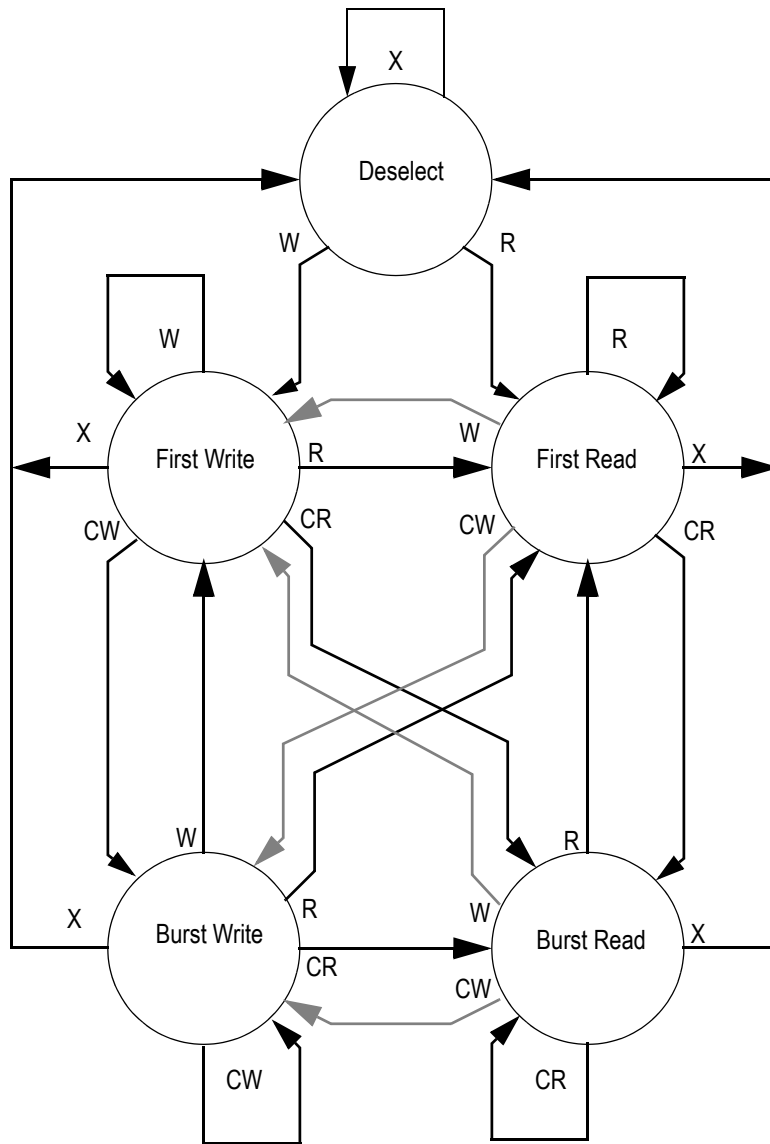 X
Deselect
W
R
W
R
X
W
First Write
R
First Read
X
CW
CR
CW
CR
W
R
X
R
W
X
Burst Write
Burst Read
CR
CW
CW
CR